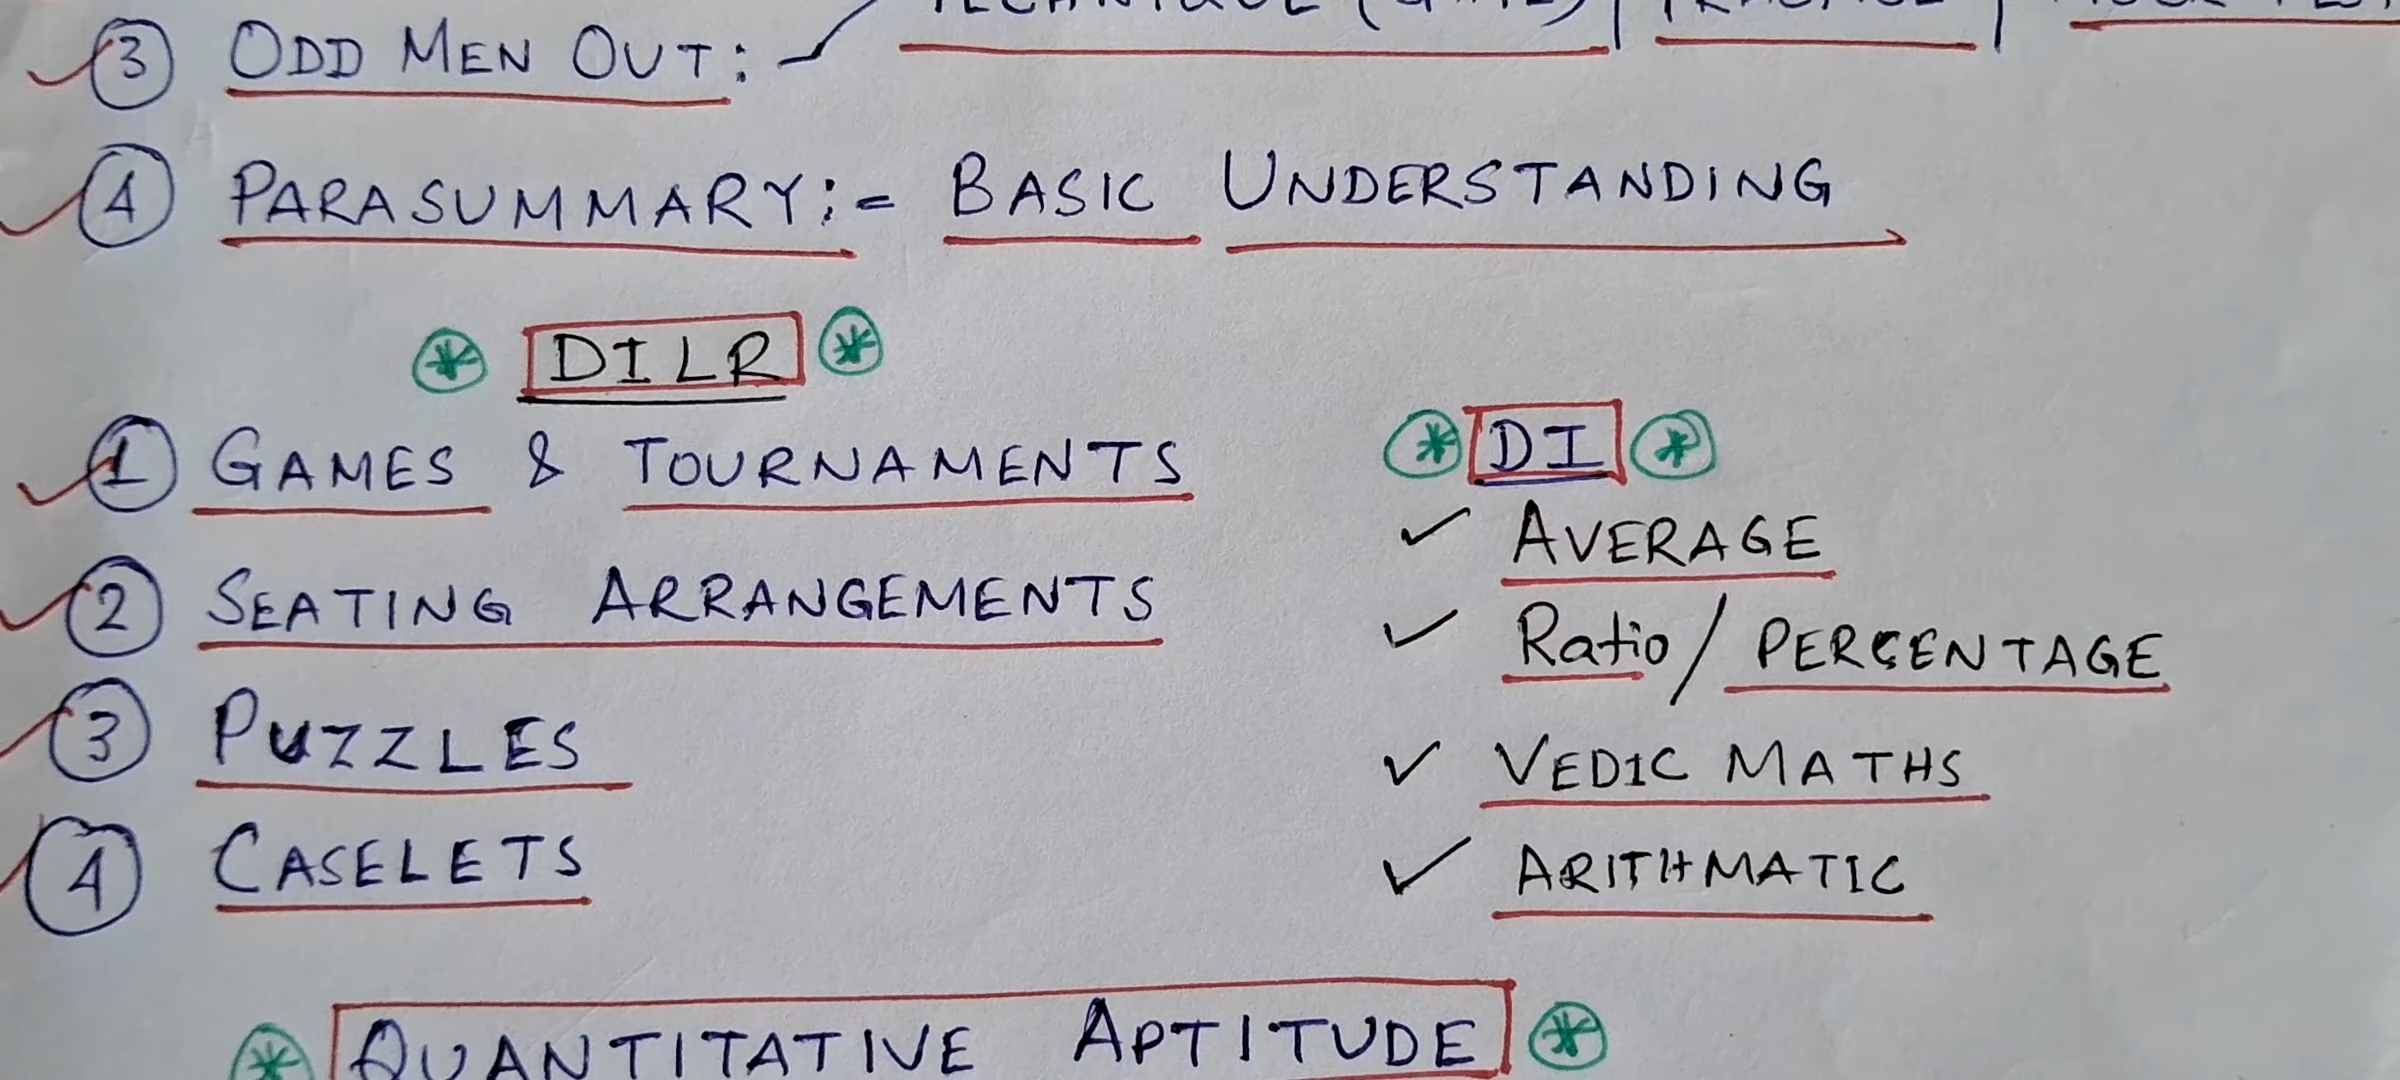 ③ ODD MEN OUT:
④ PARASUMMARY:- BASIC UNDERSTANDING
* DILR *
① GAMES & TOURNAMENTS
② SEATING ARRANGEMENTS
③ PUZZLES
④ CASELETS
* DI *
✓ AVERAGE
✓ Ratio / PERCENTAGE
✓ VEDIC MATHS
✓ ARITHMATIC
* QUANTITATIVE APTITUDE *